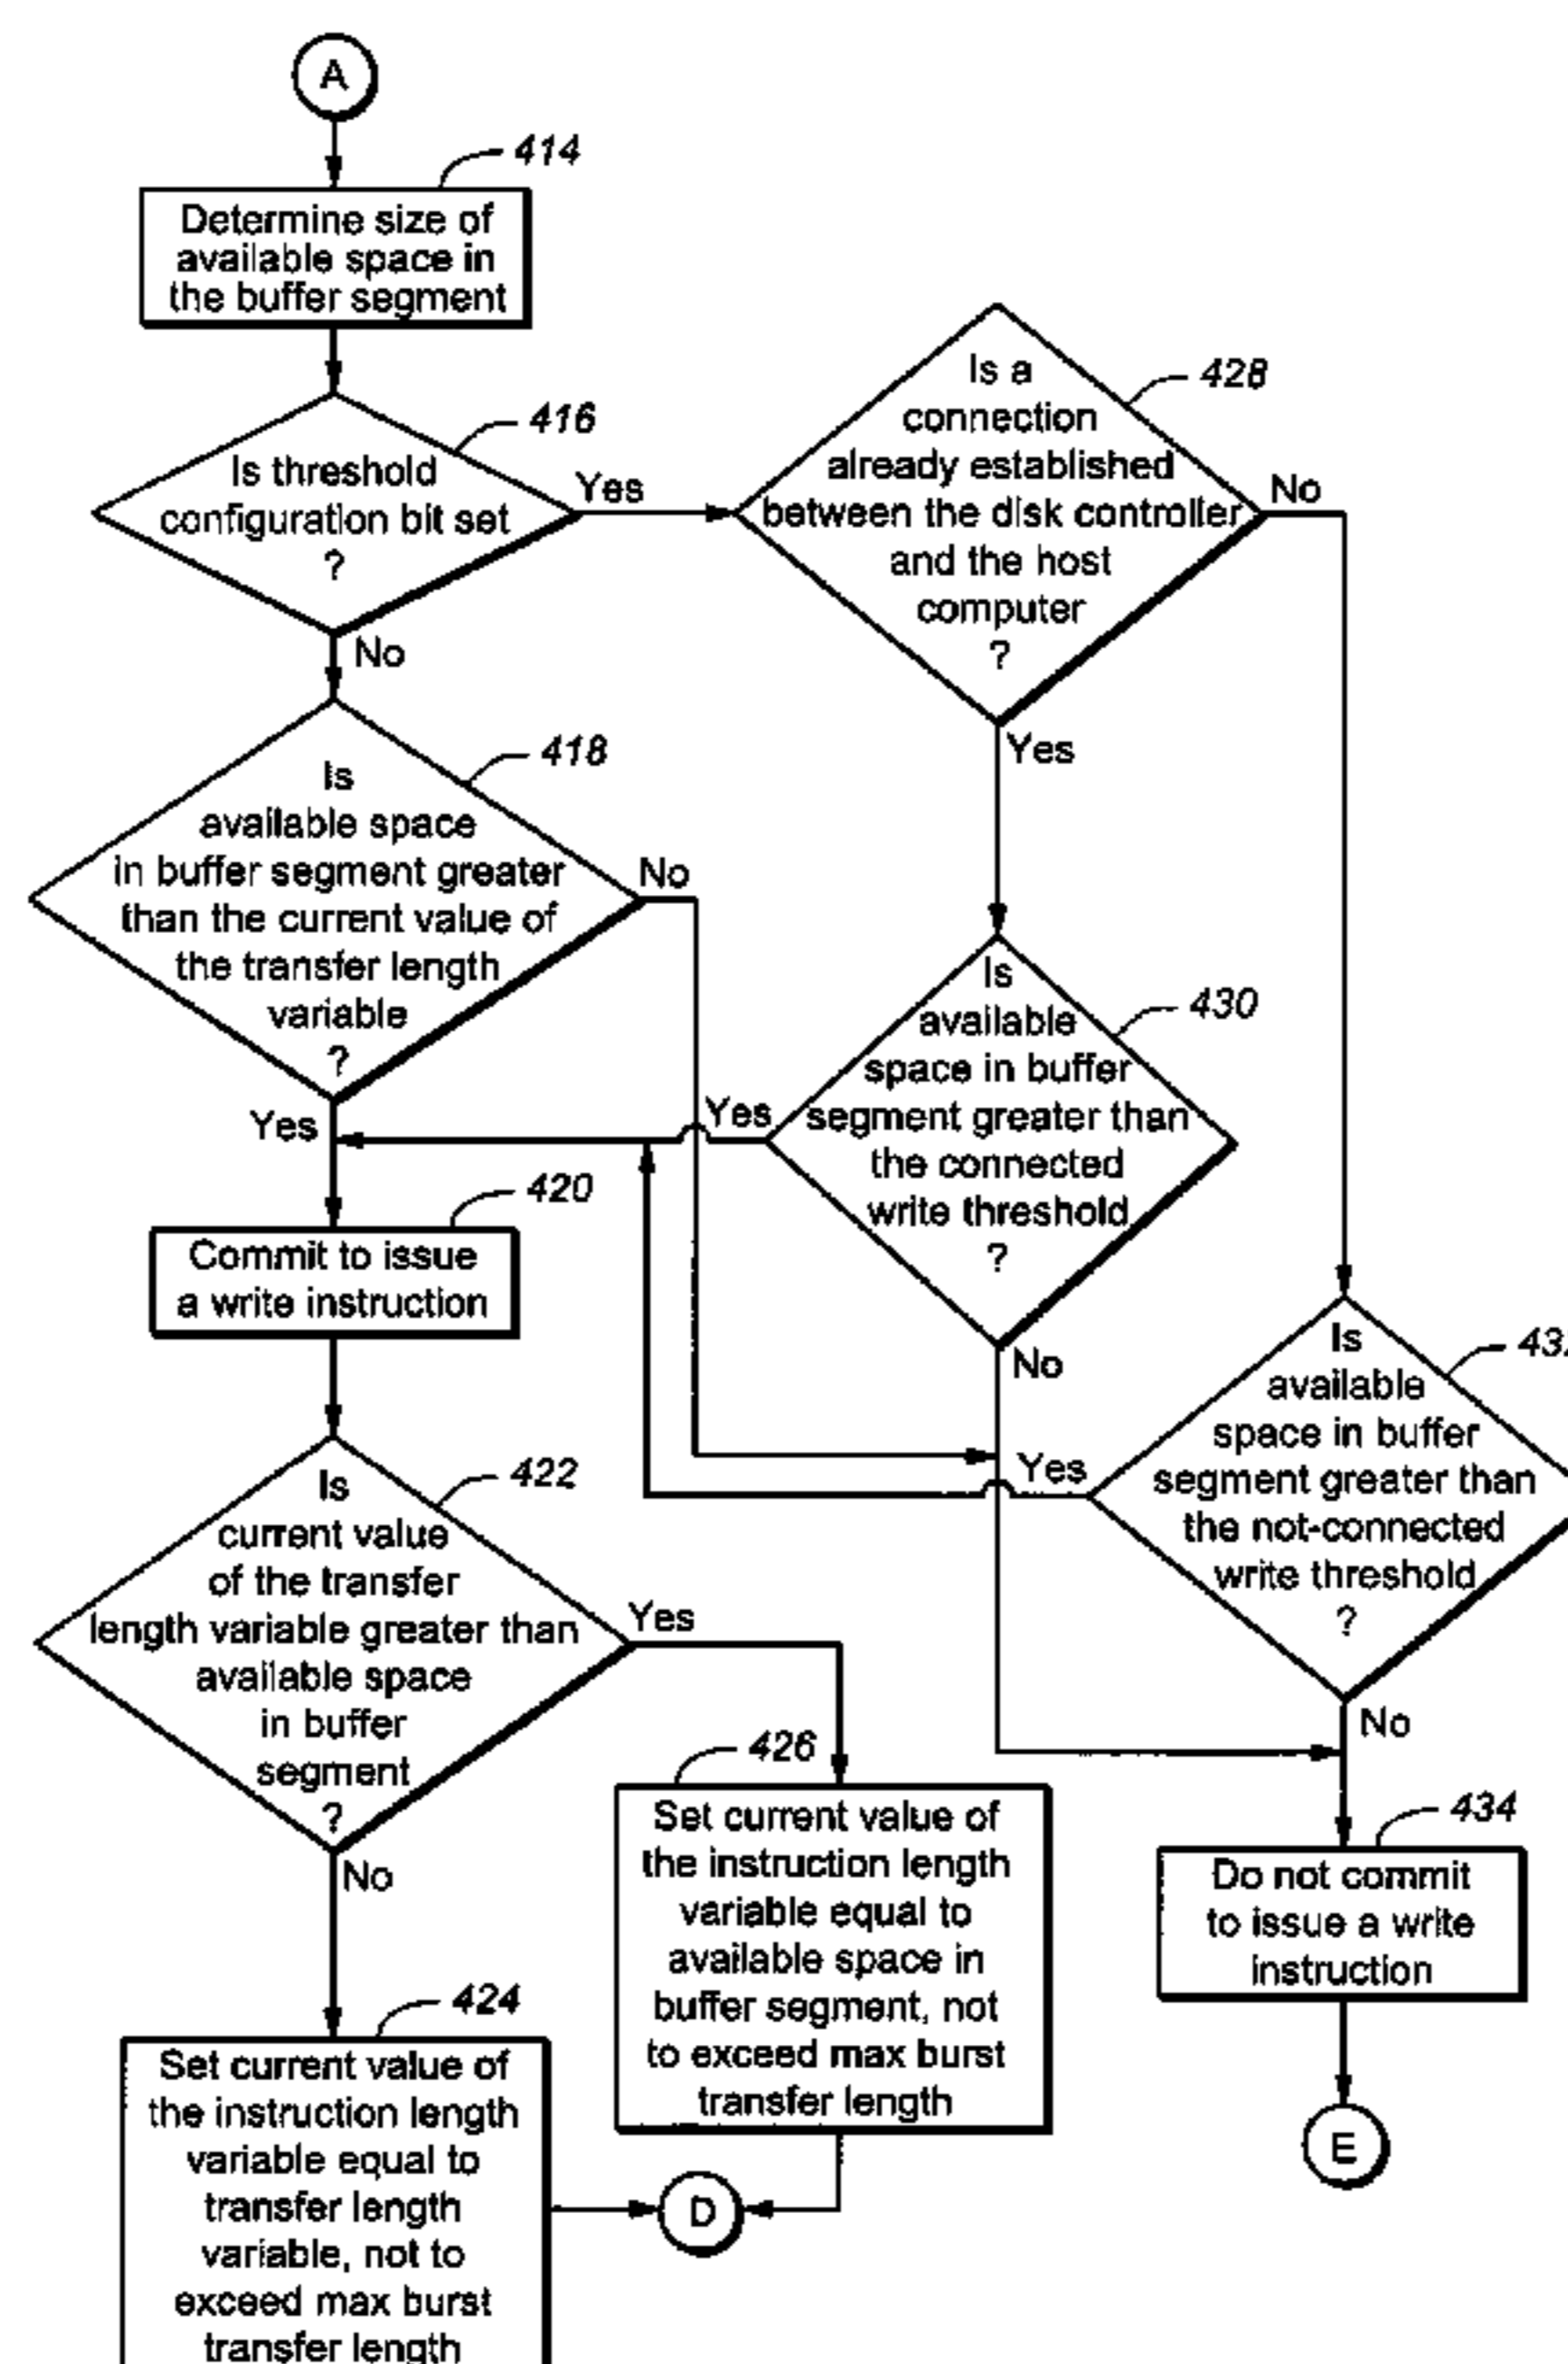 A
414
Determine size of
available space in
the buffer segment
416
Is threshold
configuration bit set
?
Yes
No
428
Is a
connection
already established
between the disk controller
and the host
computer
?
No
Yes
418
Is
available space
in buffer segment greater
than the current value of
the transfer length
variable
?
No
Yes
430
Is
available
space in buffer
segment greater than
the connected
write threshold
?
Yes
No
420
Commit to issue
a write instruction
Is
available
space in buffer
segment greater than
the not-connected
write threshold
?
Yes
No
422
Is
current value
of the transfer
length variable greater than
available space
in buffer
segment
?
Yes
No
426
Set current value of
the instruction length
variable equal to
available space in
buffer segment, not
to exceed max burst
transfer length
434
Do not commit
to issue a write
instruction
424
Set current value of
the instruction length
variable equal to
transfer length
variable, not to
exceed max burst
transfer length
D
E